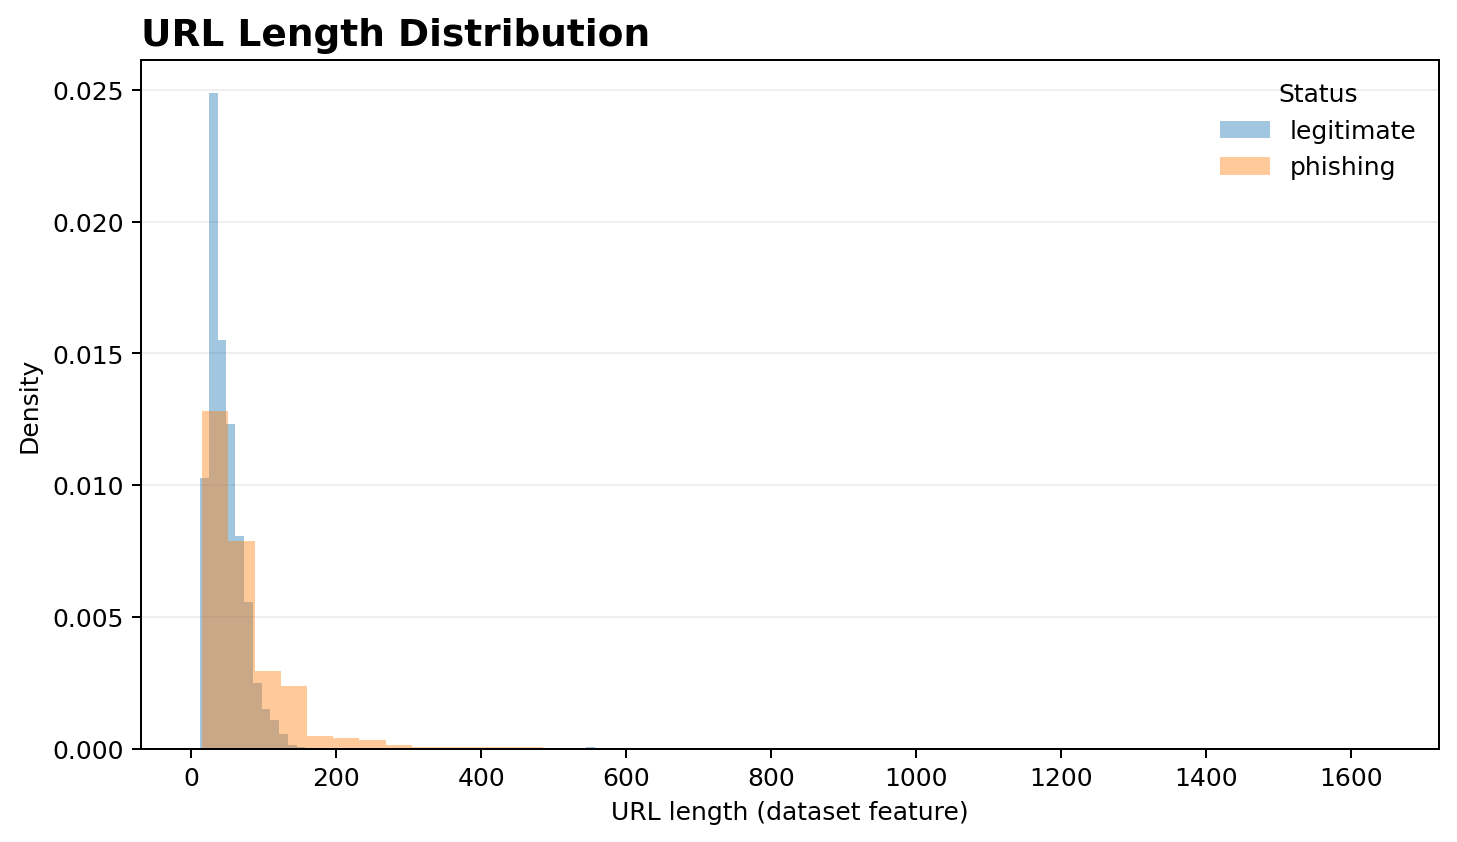 URL Length Distribution
Status
legitimate
phishing
Density
0.025
0.020
0.015
0.010
0.005
0.000
0 200 400 600 800 1000 1200 1400 1600
URL length (dataset feature)